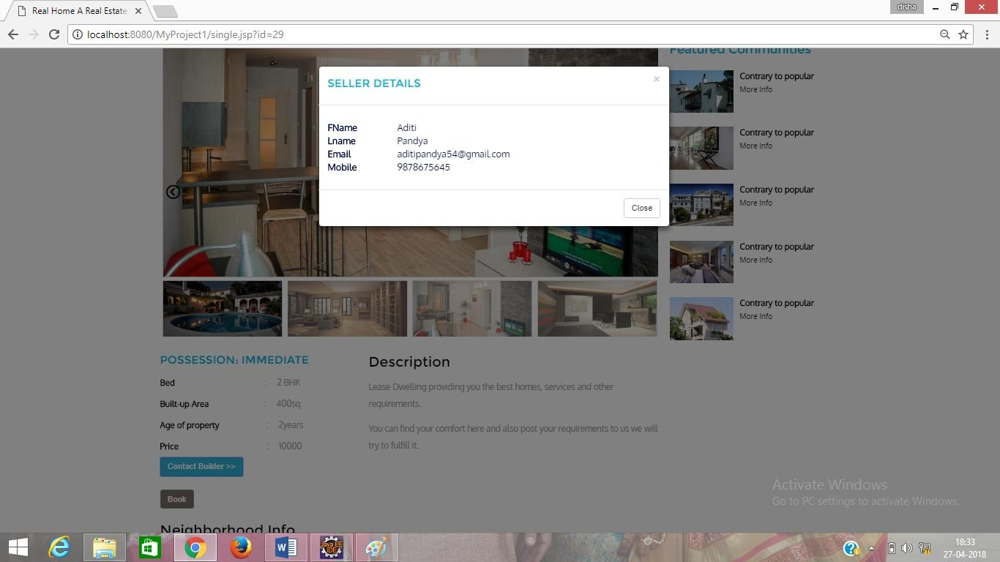 Real Home A Real Estate
disha
localhost:8080/MyProject1/single.jsp?id=29
SELLER DETAILS
×
FName Aditi
Lname Pandya
Email aditipandya54@gmail.com
Mobile 9878675645
Close
Featured Communities
Contrary to popular
More Info
Contrary to popular
More Info
Contrary to popular
More Info
Contrary to popular
More Info
Contrary to popular
More Info
POSSESSION: IMMEDIATE
Bed : 2 BHK
Built-up Area : 400sq
Age of property : 2years
Price : 10000
Contact Builder >>
Book
Description
Lease Dwelling providing you the best homes, services and other
requirements.
You can find your comfort here and also post your requirements to us we will
try to fulfill it.
Neighborhood Info
Activate Windows
Go to PC settings to activate Windows.
Java EE
IDE
18:33
27-04-2018